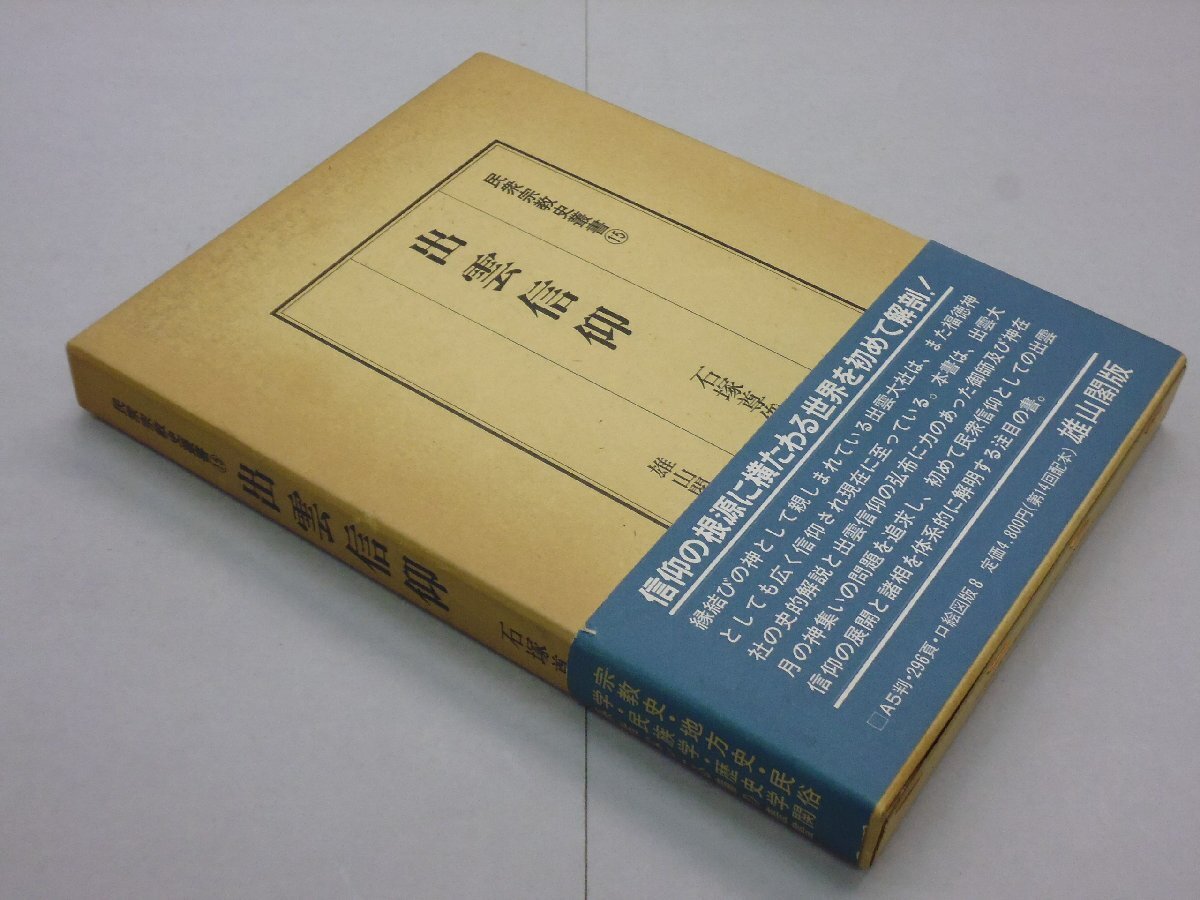 民衆宗教史叢書⑮
出雲信仰
石塚尊
雄山閣
信仰の根源に横たわる世界を初めて解剖!
縁結びの神として親しまれている出雲大社は、また福徳神
としても広く信仰され現在に至っている。本書は、出雲大
社の史的解説と出雲信仰の弘布に力のあった御師及び神在
月の神集いの問題を追求し、初めて民衆信仰としての出雲
信仰の展開と諸相を体系的に解明する注目の書。
□A5判・296頁・口絵図版8 定価4,800円(第14回配本) 雄山閣版
民衆宗教史叢書⑮
出雲信仰
石塚
宗教史・地方史・民俗
学・民族学・歴史学関